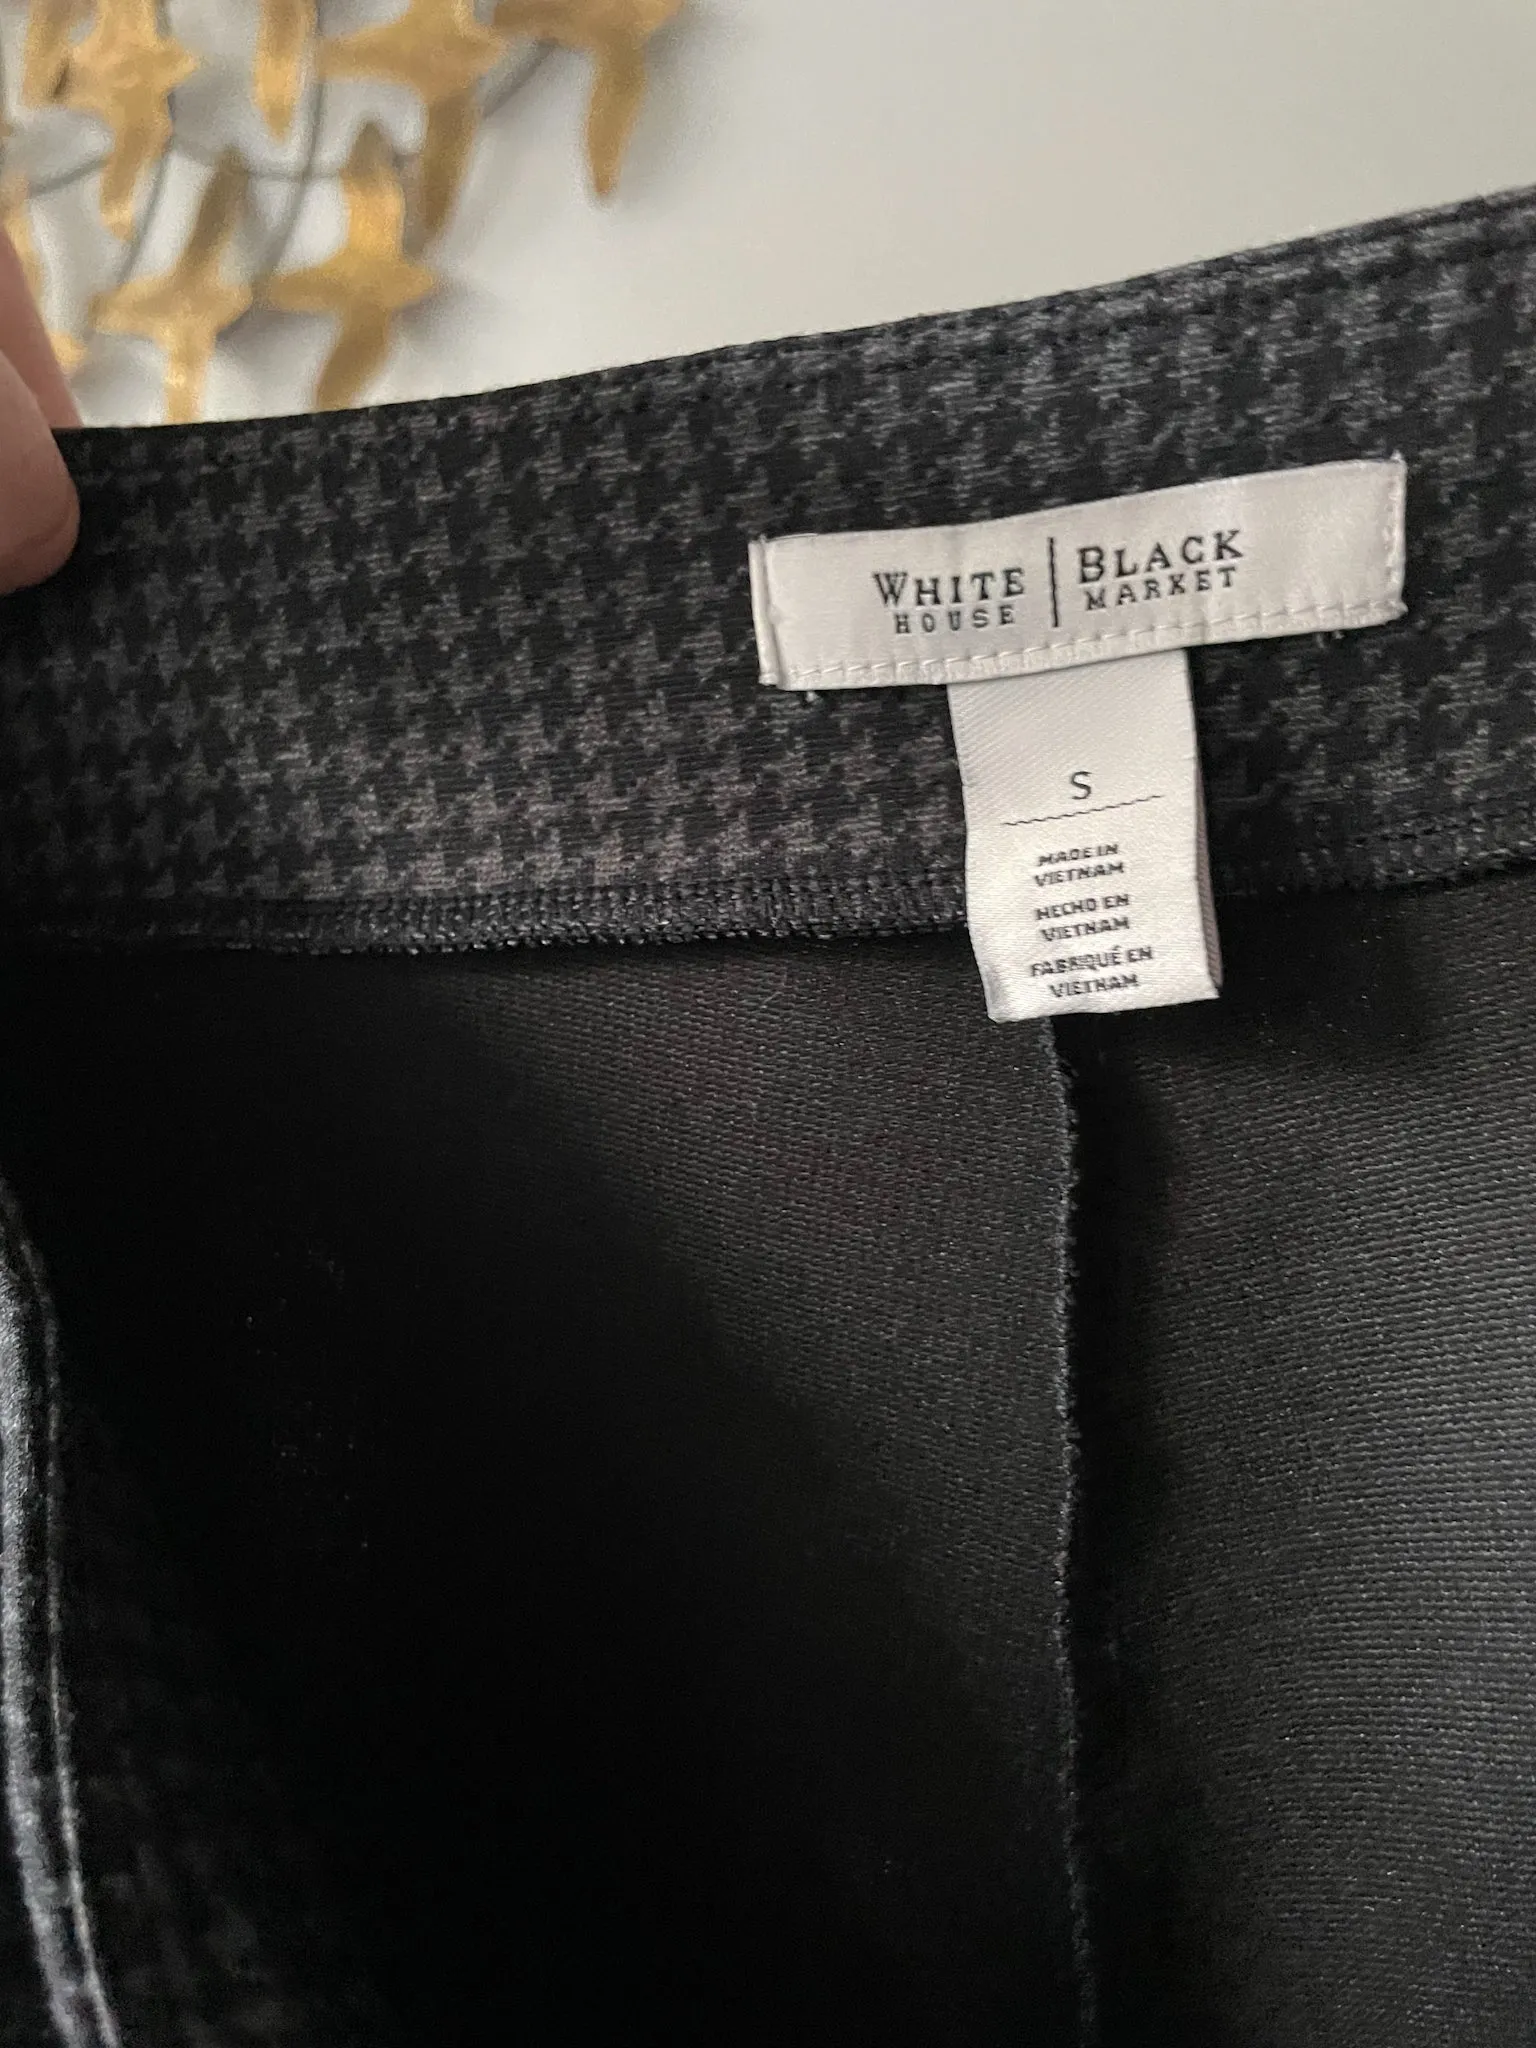 WHITE | BLACK
HOUSE | MARKET
S
MADE IN
VIETNAM
HECHO EN
VIETNAM
FABRIQUÉ EN
VIETNAM